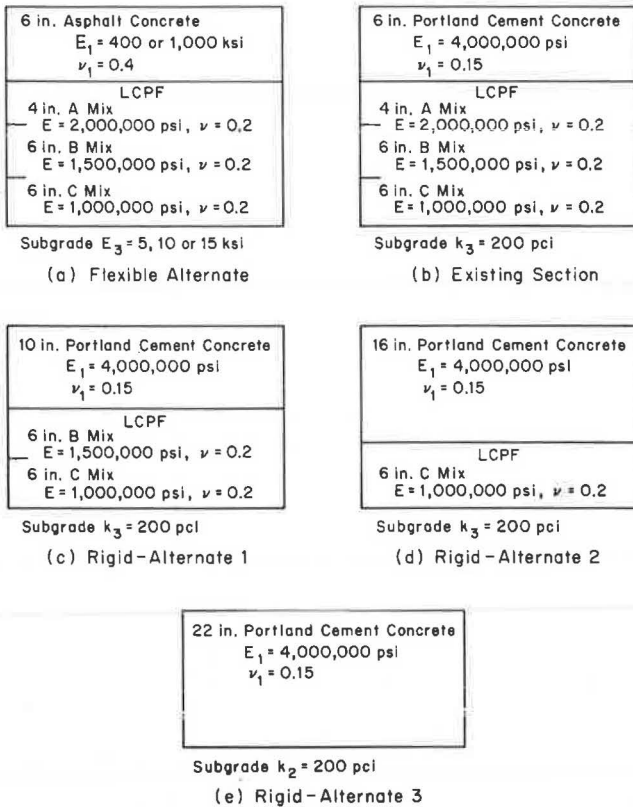 6 in. Asphalt Concrete
E₁ = 400 or 1,000 ksi
ν₁ = 0.4
LCPF
4 in. A Mix
E = 2,000,000 psi, ν = 0.2
6 in. B Mix
E = 1,500,000 psi, ν = 0.2
6 in. C Mix
E = 1,000,000 psi, ν = 0.2
Subgrade E₃ = 5, 10 or 15 ksi
(a) Flexible Alternate
6 in. Portland Cement Concrete
E₁ = 4,000,000 psi
ν₁ = 0.15
LCPF
4 in. A Mix
E = 2,000,000 psi, ν = 0.2
6 in. B Mix
E = 1,500,000 psi, ν = 0.2
6 in. C Mix
E = 1,000,000 psi, ν = 0.2
Subgrade k₃ = 200 pci
(b) Existing Section
10 in. Portland Cement Concrete
E₁ = 4,000,000 psi
ν₁ = 0.15
LCPF
6 in. B Mix
E = 1,500,000 psi, ν = 0.2
6 in. C Mix
E = 1,000,000 psi, ν = 0.2
Subgrade k₃ = 200 pci
(c) Rigid-Alternate 1
16 in. Portland Cement Concrete
E₁ = 4,000,000 psi
ν₁ = 0.15
LCPF
6 in. C Mix
E = 1,000,000 psi, ν = 0.2
Subgrade k₃ = 200 pci
(d) Rigid-Alternate 2
22 in. Portland Cement Concrete
E₁ = 4,000,000 psi
ν₁ = 0.15
Subgrade k₂ = 200 pci
(e) Rigid-Alternate 3